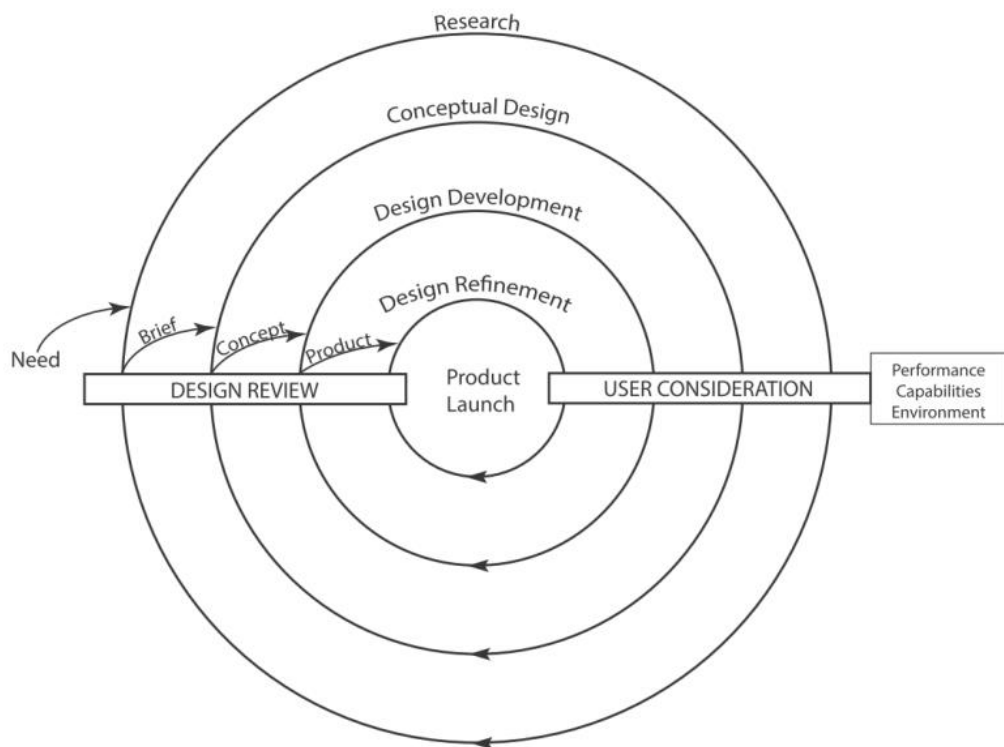 Research
Conceptual Design
Design Development
Design Refinement
Need
Brief
Concept
Product
DESIGN REVIEW
Product
Launch
USER CONSIDERATION
Performance
Capabilities
Environment